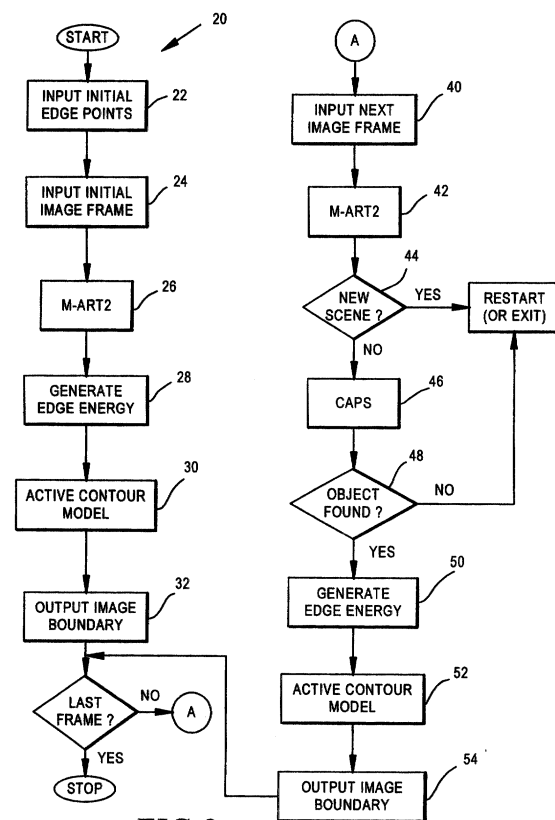 20
START
INPUT INITIAL
EDGE POINTS
22
INPUT INITIAL
IMAGE FRAME
24
M-ART2
26
GENERATE
EDGE ENERGY
28
ACTIVE CONTOUR
MODEL
30
OUTPUT IMAGE
BOUNDARY
32
LAST
FRAME ?
NO
A
YES
STOP
A
INPUT NEXT
IMAGE FRAME
40
M-ART2
42
NEW
SCENE ?
44
YES
RESTART
(OR EXIT)
NO
CAPS
46
OBJECT
FOUND ?
48
NO
YES
GENERATE
EDGE ENERGY
50
ACTIVE CONTOUR
MODEL
52
OUTPUT IMAGE
BOUNDARY
54